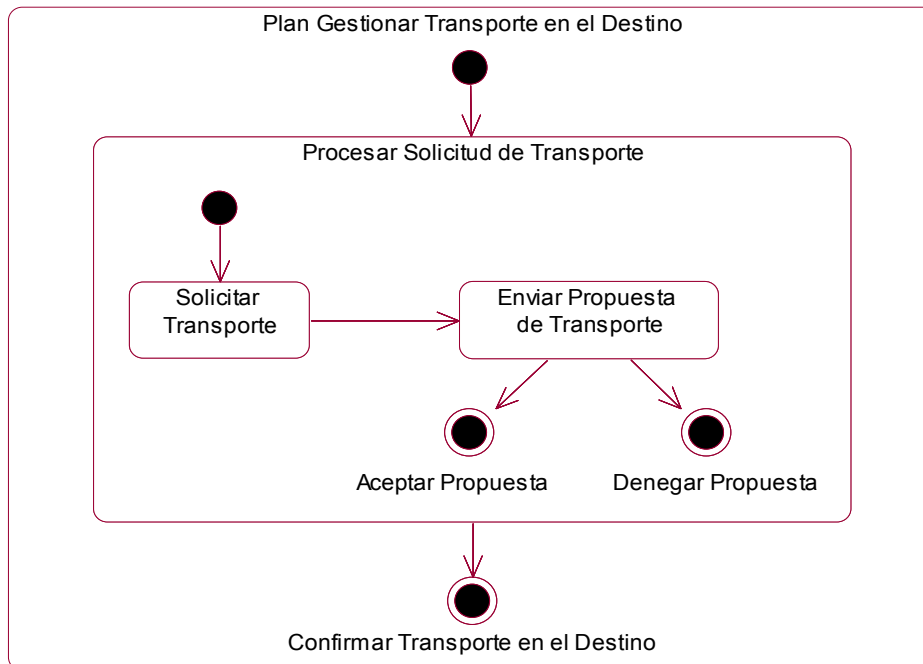 Plan Gestionar Transporte en el Destino
Procesar Solicitud de Transporte
Solicitar
Transporte
Enviar Propuesta
de Transporte
Aceptar Propuesta
Denegar Propuesta
Confirmar Transporte en el Destino